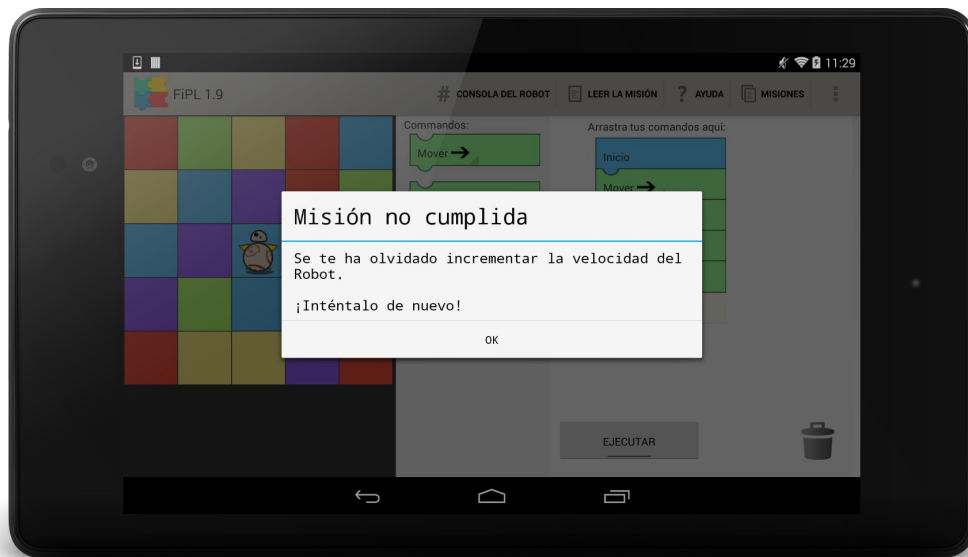 11:29
FiPL 1.9
# CONSOLA DEL ROBOT
LEER LA MISIÓN
? AYUDA
MISIONES
Commandos:
Mover
Arrastra tus comandos aquí:
Inicio
Mover
Misión no cumplida
Se te ha olvidado incrementar la velocidad del
Robot.
¡Inténtalo de nuevo!
OK
EJECUTAR